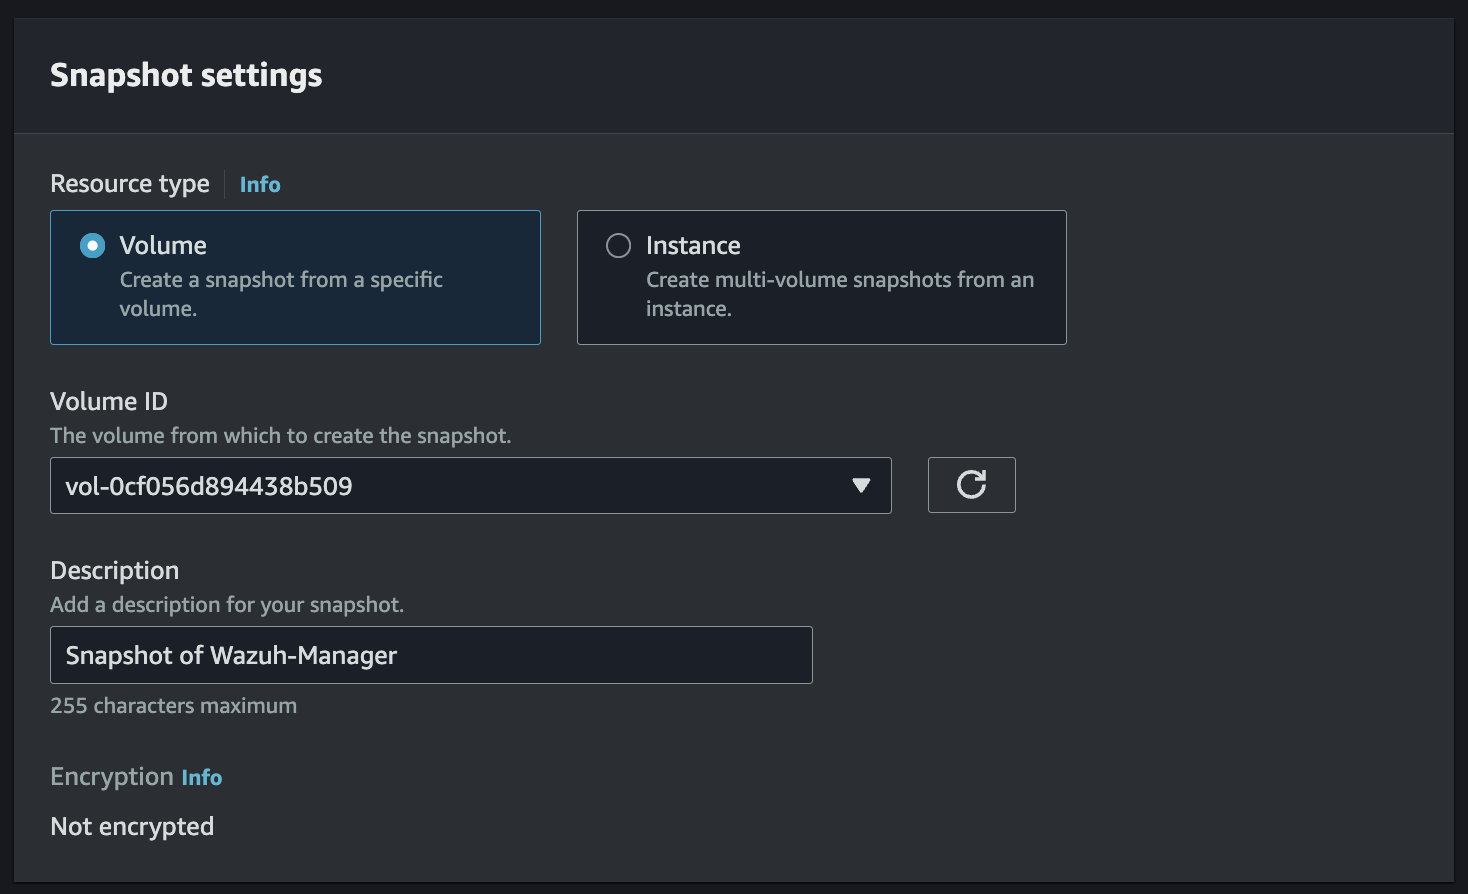 Snapshot settings
Resource type Info
Volume
Create a snapshot from a specific
volume.
Instance
Create multi-volume snapshots from an
instance.
Volume ID
The volume from which to create the snapshot.
vol-0cf056d894438b509
Description
Add a description for your snapshot.
Snapshot of Wazuh-Manager
255 characters maximum
Encryption Info
Not encrypted